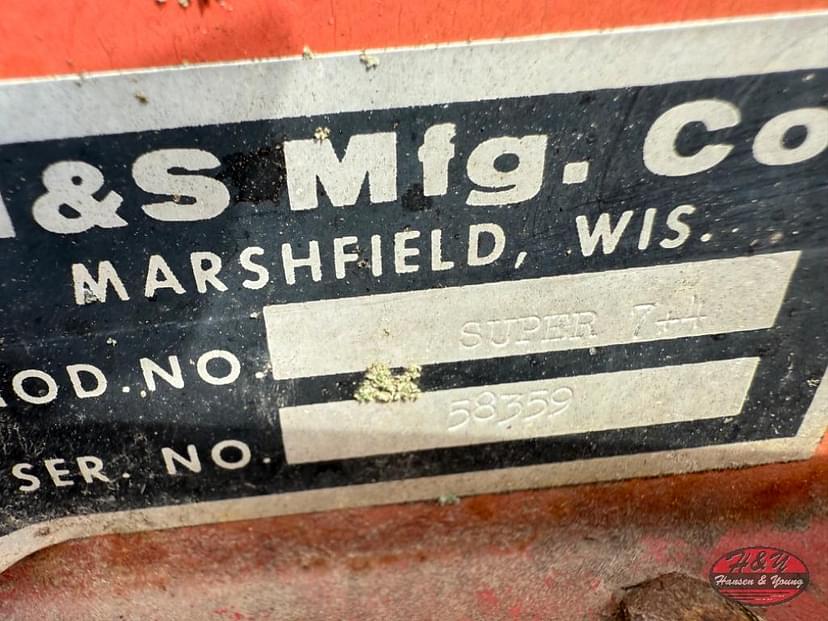 &S Mfg. Co
MARSHFIELD, WIS.
OD. NO. SUPER 7+4
SER. NO. 58359
H&Y
Hansen & Young